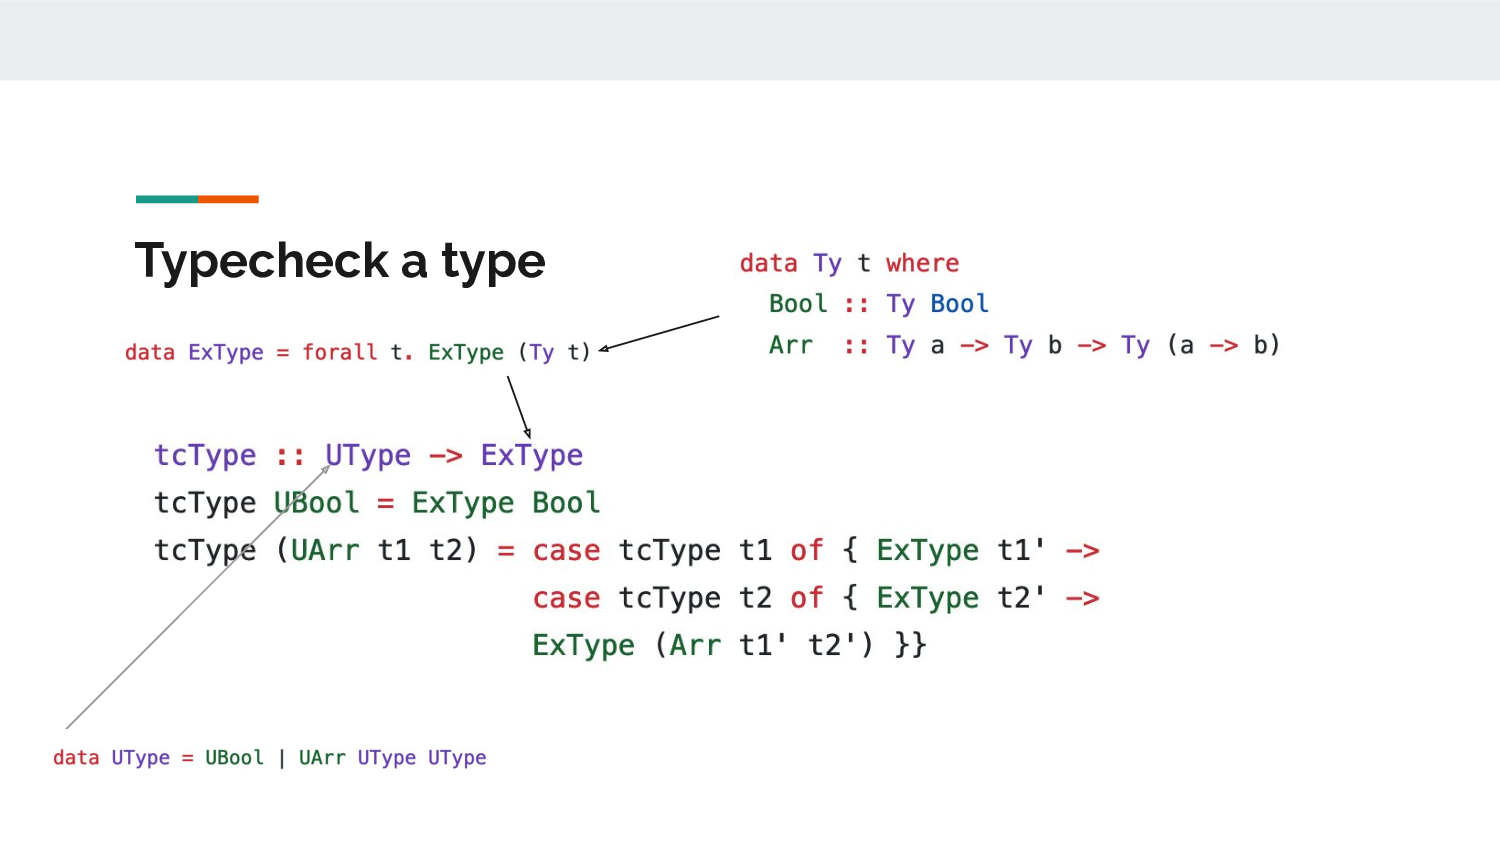 Typecheck a type
data Ty t where
Bool :: Ty Bool
Arr :: Ty a -> Ty b -> Ty (a -> b)
data ExType = forall t. ExType (Ty t)
tcType :: UType -> ExType
tcType UBool = ExType Bool
tcType (UArr t1 t2) = case tcType t1 of { ExType t1' ->
case tcType t2 of { ExType t2' ->
ExType (Arr t1' t2') }}
data UType = UBool | UArr UType UType